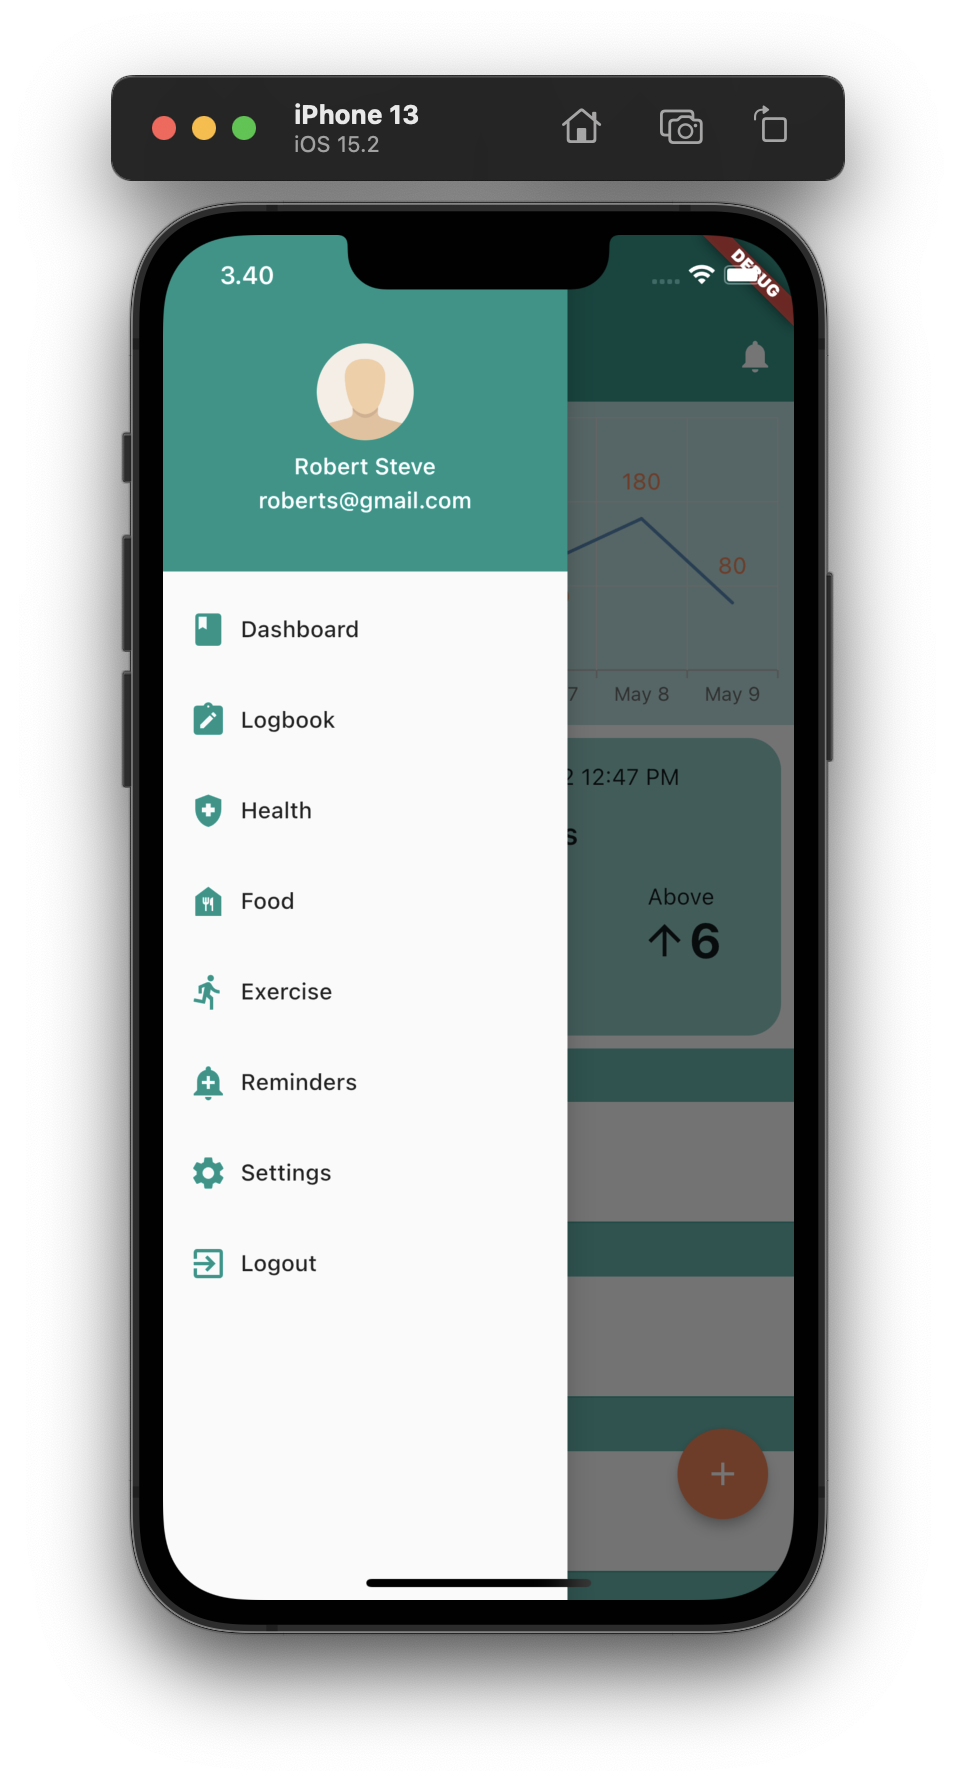 iPhone 13
iOS 15.2
3.40
DEBUG
Robert Steve
roberts@gmail.com
180
80
7
May 8
May 9
2 12:47 PM
s
Above
↑6
Dashboard
Logbook
Health
Food
Exercise
Reminders
Settings
Logout